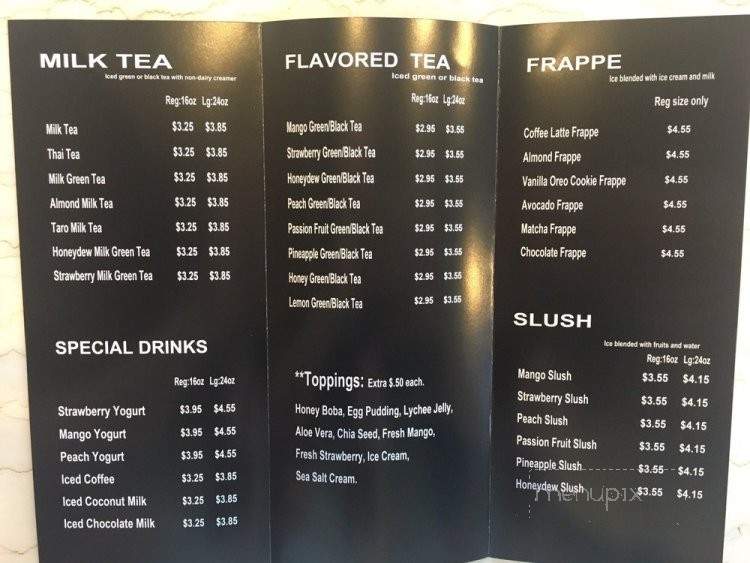 MILK TEA
Iced green or black tea with non-dairy creamer
Reg:16oz Lg:24oz
Milk Tea $3.25 $3.85
Thai Tea $3.25 $3.85
Milk Green Tea $3.25 $3.85
Almond Milk Tea $3.25 $3.85
Taro Milk Tea $3.25 $3.85
Honeydew Milk Green Tea $3.25 $3.85
Strawberry Milk Green Tea $3.25 $3.85
SPECIAL DRINKS
Reg:16oz Lg:24oz
Strawberry Yogurt $3.95 $4.55
Mango Yogurt $3.95 $4.55
Peach Yogurt $3.95 $4.55
Iced Coffee $3.25 $3.85
Iced Coconut Milk $3.25 $3.85
Iced Chocolate Milk $3.25 $3.85
FLAVORED TEA
Iced green or black tea
Reg:16oz Lg:24oz
Mango Green/Black Tea $2.95 $3.55
Strawberry Green/Black Tea $2.95 $3.55
Honeydew Green/Black Tea $2.95 $3.55
Peach Green/Black Tea $2.95 $3.55
Passion Fruit Green/Black Tea $2.95 $3.55
Pineapple Green/Black Tea $2.95 $3.55
Honey Green/Black Tea $2.95 $3.55
Lemon Green/Black Tea $2.95 $3.55
**Toppings: Extra $.50 each.
Honey Boba, Egg Pudding, Lychee Jelly,
Aloe Vera, Chia Seed, Fresh Mango,
Fresh Strawberry, Ice Cream,
Sea Salt Cream.
FRAPPE
Ice blended with ice cream and milk
Reg size only
Coffee Latte Frappe $4.55
Almond Frappe $4.55
Vanilla Oreo Cookie Frappe $4.55
Avocado Frappe $4.55
Matcha Frappe $4.55
Chocolate Frappe $4.55
SLUSH
Ice blended with fruits and water
Reg:16oz Lg:24oz
Mango Slush $3.55 $4.15
Strawberry Slush $3.55 $4.15
Peach Slush $3.55 $4.15
Passion Fruit Slush $3.55 $4.15
Pineapple Slush $3.55 $4.15
Honeydew Slush $3.55 $4.15
menupix